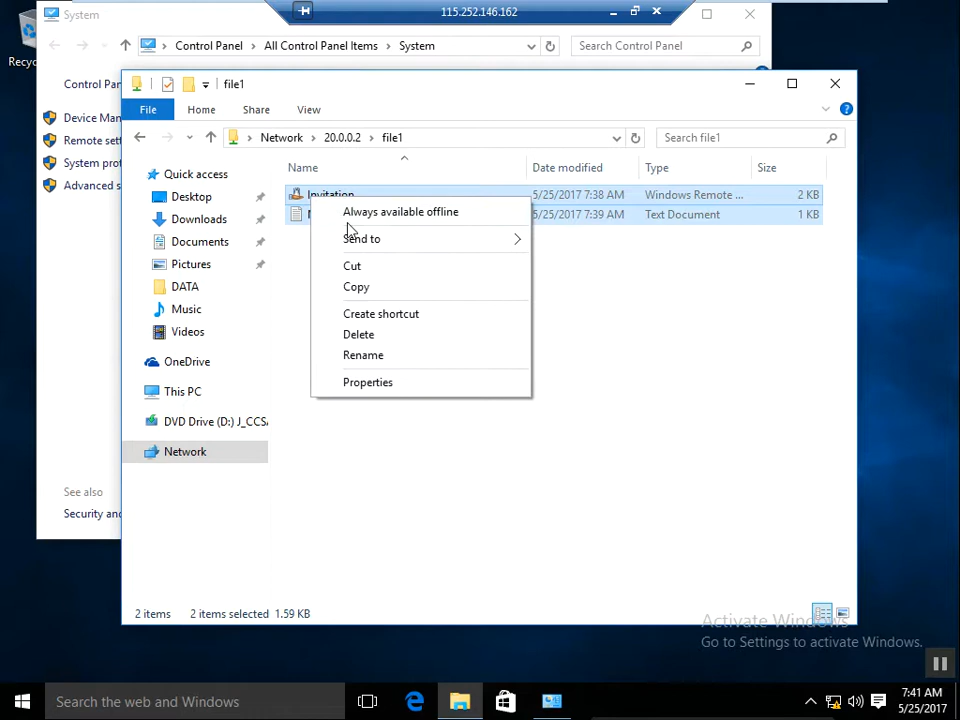 115.252.146.162
System
Recyc
Control Panel > All Control Panel Items > System
Search Control Panel
Control Pan
Device Man
Remote sett
System prot
Advanced s
See also
Security and
file1
File Home Share View
Network > 20.0.0.2 > file1
Search file1
Name Date modified Type Size
Invitation 5/25/2017 7:38 AM Windows Remote ... 2 KB
5/25/2017 7:39 AM Text Document 1 KB
Quick access
Desktop
Downloads
Documents
Pictures
DATA
Music
Videos
OneDrive
This PC
DVD Drive (D:) J_CCSA
Network
Always available offline
Send to
Cut
Copy
Create shortcut
Delete
Rename
Properties
2 items 2 items selected 1.59 KB
Activate Windows
Go to Settings to activate Windows.
Search the web and Windows
7:41 AM
5/25/2017